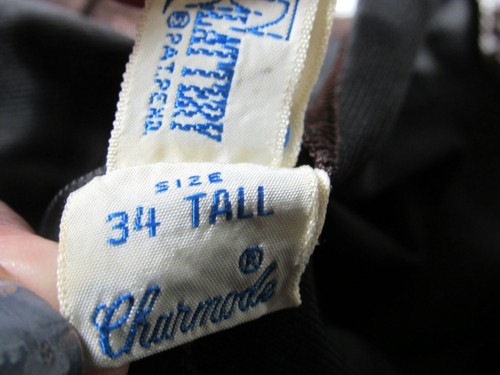 ® PAT. PEND.
SIZE
34 TALL
®
Charmode